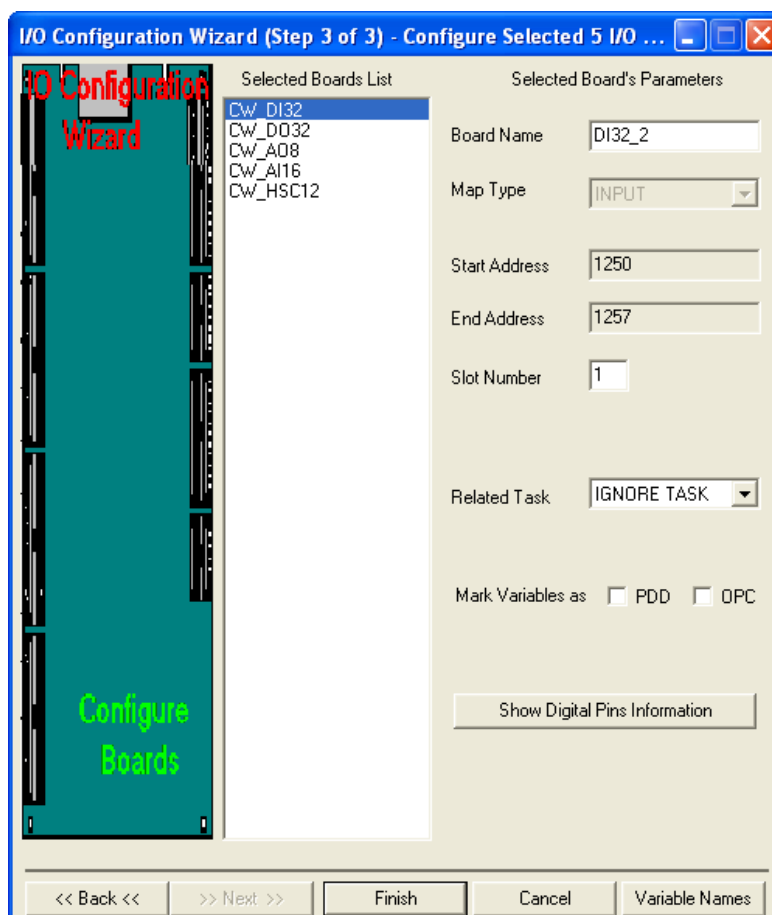 I/O Configuration Wizard (Step 3 of 3) - Configure Selected 5 I/O ...
IO Configuration
Wizard
Configure
Boards
Selected Boards List
CW_DI32
CW_DO32
CW_AO8
CW_AI16
CW_HSC12
Selected Board's Parameters
Board Name DI32_2
Map Type INPUT
Start Address 1250
End Address 1257
Slot Number 1
Related Task IGNORE TASK
Mark Variables as PDD OPC
Show Digital Pins Information
<< Back << >> Next >> Finish Cancel Variable Names